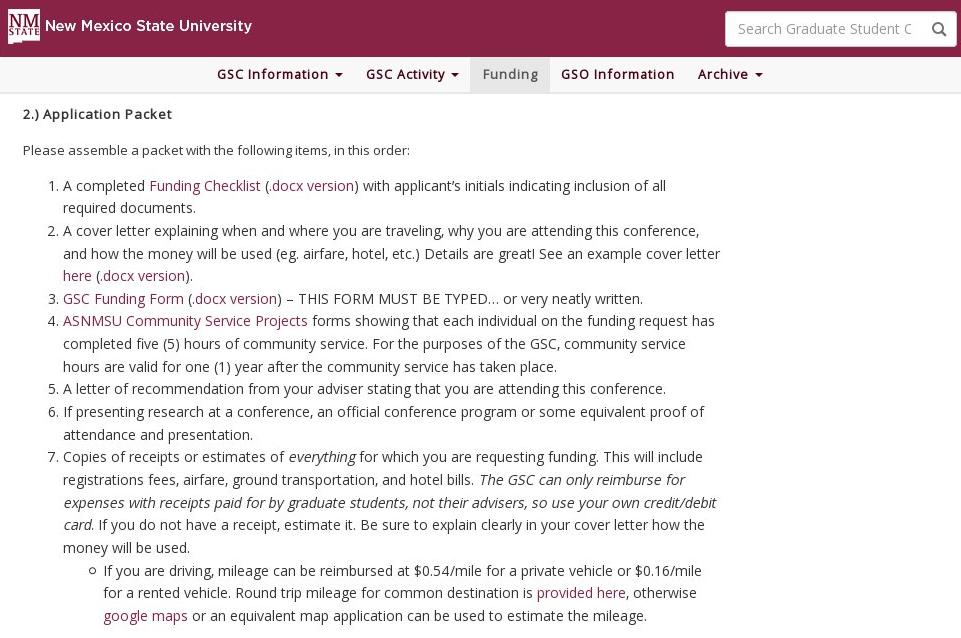 NM
STATE
New Mexico State University
Search Graduate Student C
GSC Information
GSC Activity
Funding
GSO Information
Archive
2.) Application Packet
Please assemble a packet with the following items, in this order:
1. A completed Funding Checklist (.docx version) with applicant's initials indicating inclusion of all
required documents.
2. A cover letter explaining when and where you are traveling, why you are attending this conference,
and how the money will be used (eg. airfare, hotel, etc.) Details are great! See an example cover letter
here (.docx version).
3. GSC Funding Form (.docx version) – THIS FORM MUST BE TYPED… or very neatly written.
4. ASNMSU Community Service Projects forms showing that each individual on the funding request has
completed five (5) hours of community service. For the purposes of the GSC, community service
hours are valid for one (1) year after the community service has taken place.
5. A letter of recommendation from your adviser stating that you are attending this conference.
6. If presenting research at a conference, an official conference program or some equivalent proof of
attendance and presentation.
7. Copies of receipts or estimates of everything for which you are requesting funding. This will include
registrations fees, airfare, ground transportation, and hotel bills. The GSC can only reimburse for
expenses with receipts paid for by graduate students, not their advisers, so use your own credit/debit
card. If you do not have a receipt, estimate it. Be sure to explain clearly in your cover letter how the
money will be used.
If you are driving, mileage can be reimbursed at $0.54/mile for a private vehicle or $0.16/mile
for a rented vehicle. Round trip mileage for common destination is provided here, otherwise
google maps or an equivalent map application can be used to estimate the mileage.